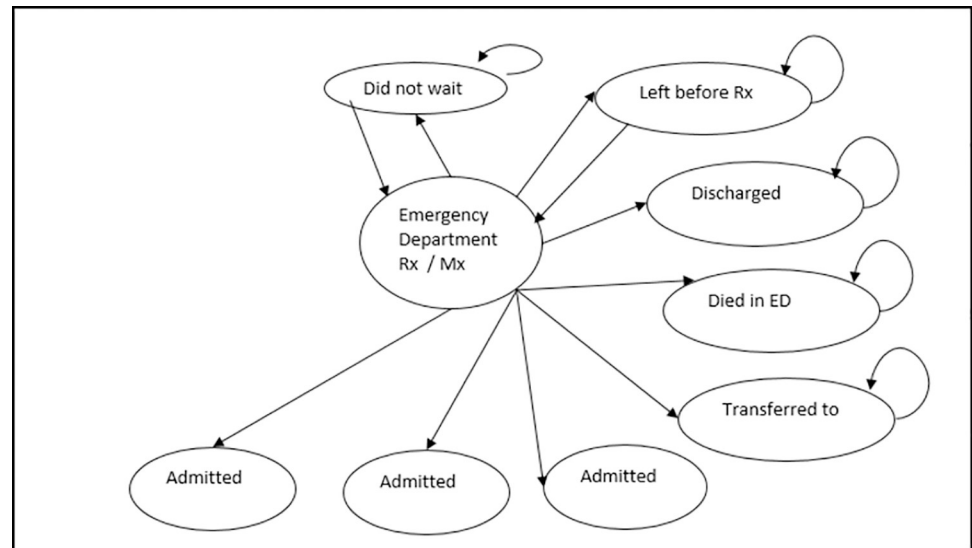 Did not wait
Left before Rx
Discharged
Emergency
Department
Rx / Mx
Died in ED
Transferred to
Admitted
Admitted
Admitted